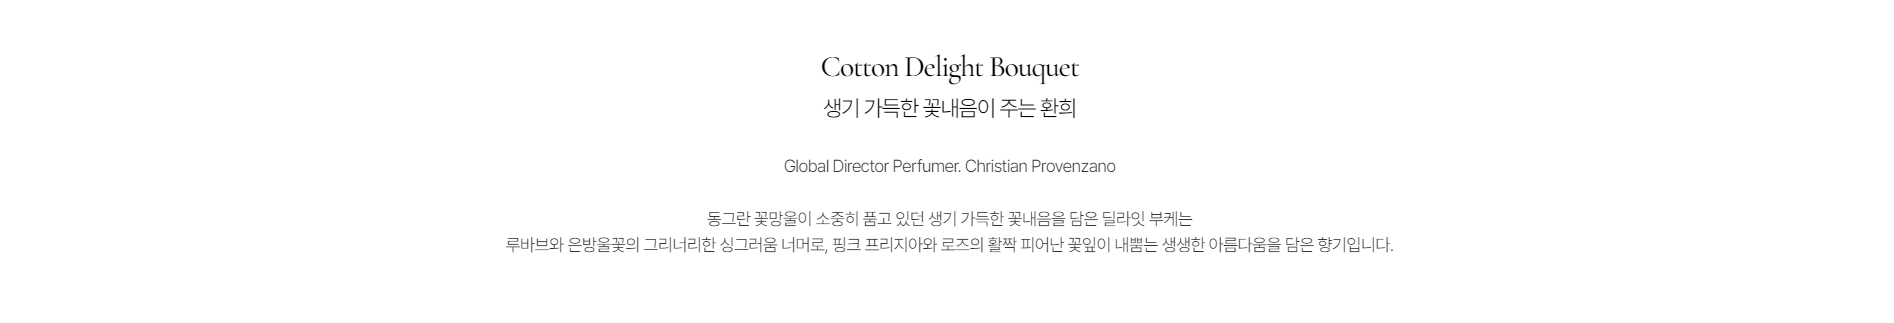 Cotton Delight Bouquet
생기 가득한 꽃내음이 주는 환희
Global Director Perfumer. Christian Provenzano
동그란 꽃망울이 소중히 품고 있던 생기 가득한 꽃내음을 담은 딜라잇 부케는
루바브와 은방울꽃의 그리너리한 싱그러움 너머로, 핑크 프리지아와 로즈의 활짝 피어난 꽃잎이 내뿜는 생생한 아름다움을 담은 향기입니다.